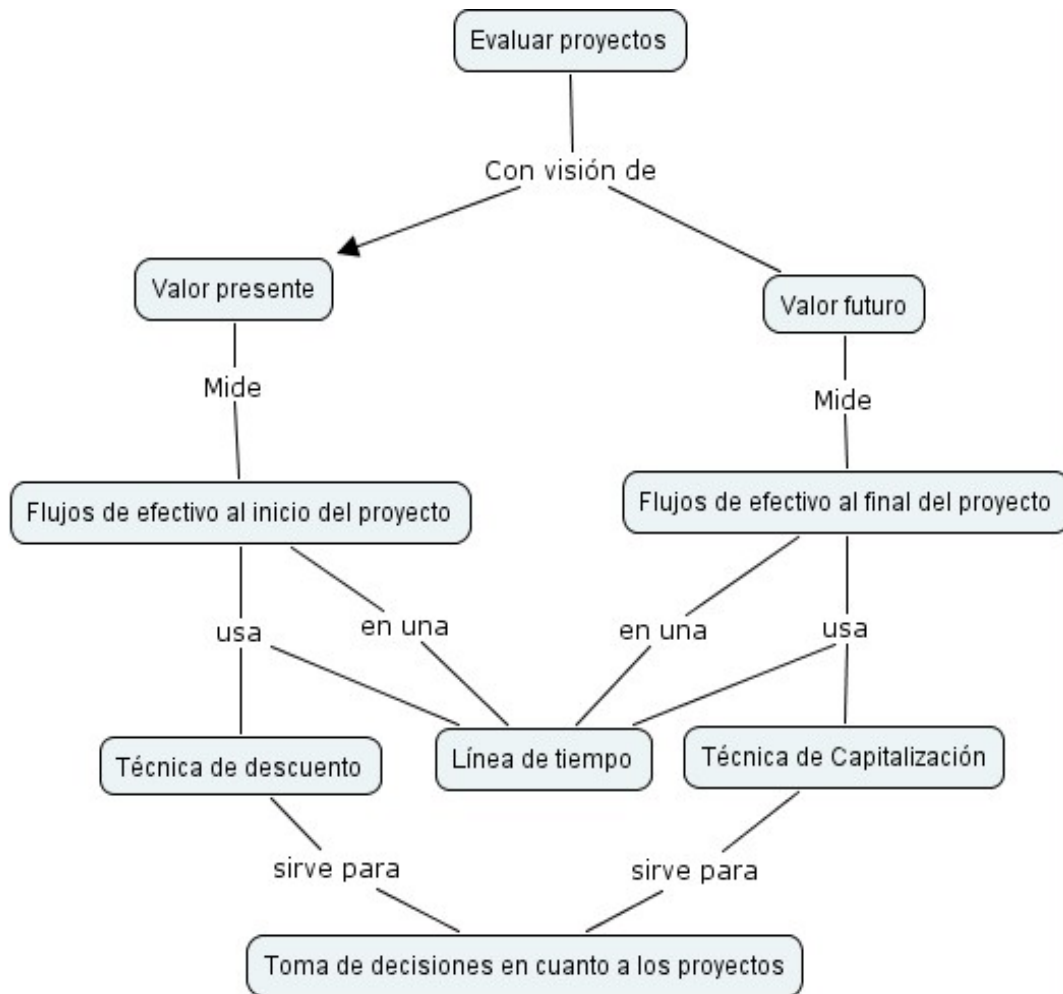 Evaluar proyectos
Con visión de
Valor presente
Valor futuro
Mide
Mide
Flujos de efectivo al inicio del proyecto
Flujos de efectivo al final del proyecto
usa
en una
en una
usa
Técnica de descuento
Línea de tiempo
Técnica de Capitalización
sirve para
sirve para
Toma de decisiones en cuanto a los proyectos